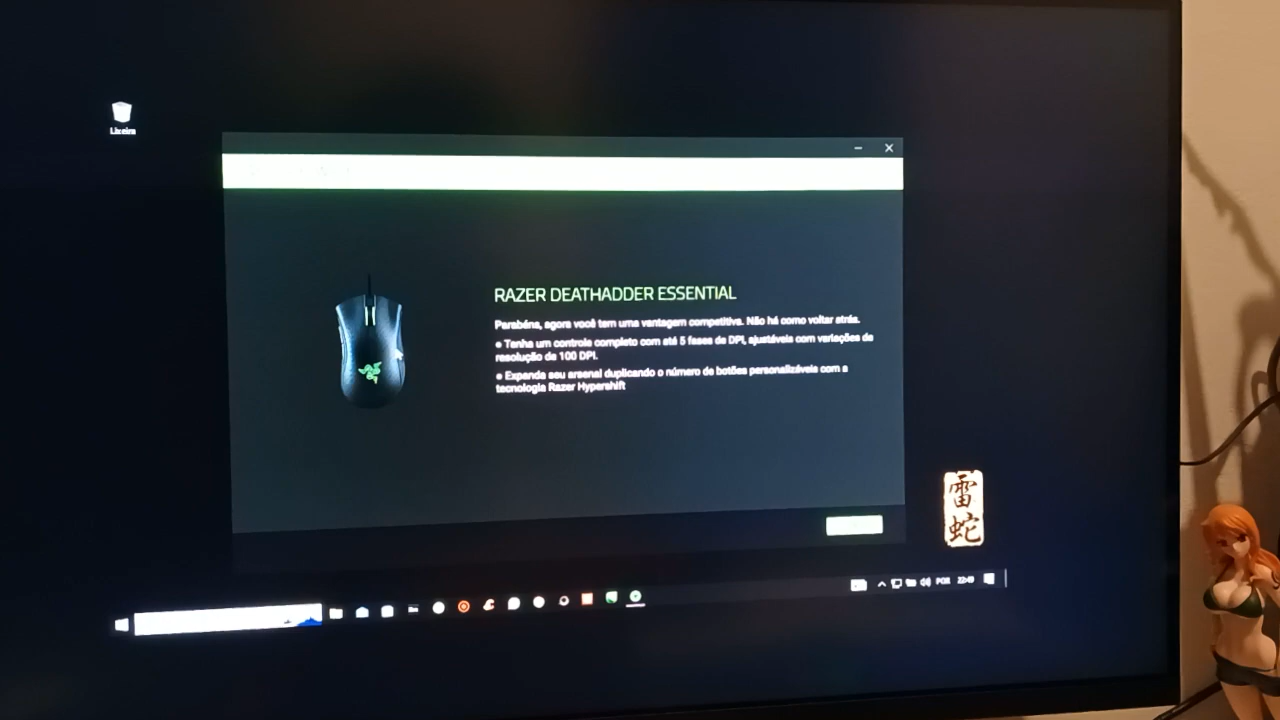 Lixeira
RAZER DEATHADDER ESSENTIAL
Parabéns, agora você tem uma vantagem competitiva. Não há como voltar atrás.
● Tenha um controle completo com até 5 fases de DPI, ajustáveis com variações de
resolução de 100 DPI.
● Expanda seu arsenal duplicando o número de botões personalizáveis com a
tecnologia Razer Hypershift
雷
蛇
POR 22:49